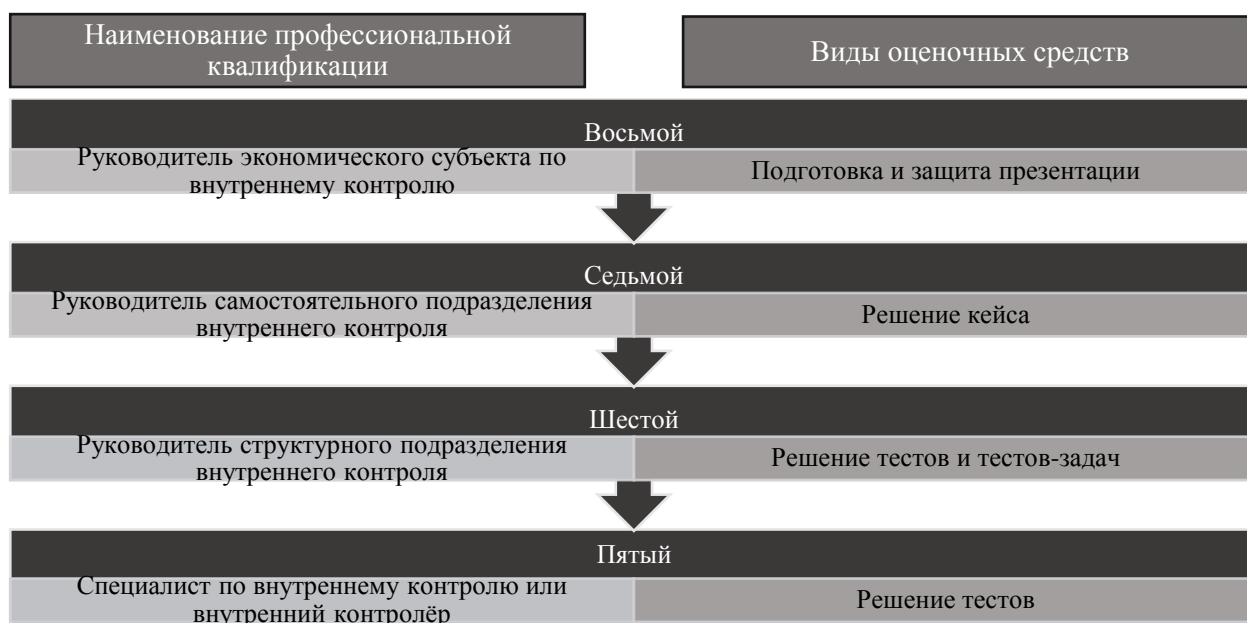 Наименование профессиональной
квалификации
Виды оценочных средств
Восьмой
Руководитель экономического субъекта по
внутреннему контролю
Подготовка и защита презентации
Седьмой
Руководитель самостоятельного подразделения
внутреннего контроля
Решение кейса
Шестой
Руководитель структурного подразделения
внутреннего контроля
Решение тестов и тестов-задач
Пятый
Специалист по внутреннему контролю или
внутренний контролёр
Решение тестов